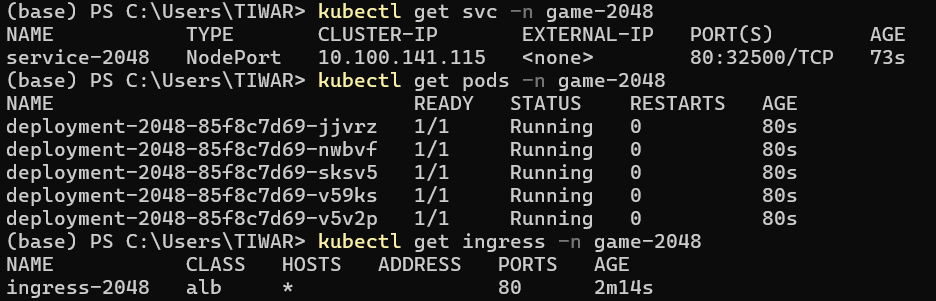 (base) PS C:\Users\TIWAR> kubectl get svc -n game-2048
NAME TYPE CLUSTER-IP EXTERNAL-IP PORT(S) AGE
service-2048 NodePort 10.100.141.115 <none> 80:32500/TCP 73s
(base) PS C:\Users\TIWAR> kubectl get pods -n game-2048
NAME READY STATUS RESTARTS AGE
deployment-2048-85f8c7d69-jjvrz 1/1 Running 0 80s
deployment-2048-85f8c7d69-nwbvf 1/1 Running 0 80s
deployment-2048-85f8c7d69-sksv5 1/1 Running 0 80s
deployment-2048-85f8c7d69-v59ks 1/1 Running 0 80s
deployment-2048-85f8c7d69-v5v2p 1/1 Running 0 80s
(base) PS C:\Users\TIWAR> kubectl get ingress -n game-2048
NAME CLASS HOSTS ADDRESS PORTS AGE
ingress-2048 alb * 80 2m14s